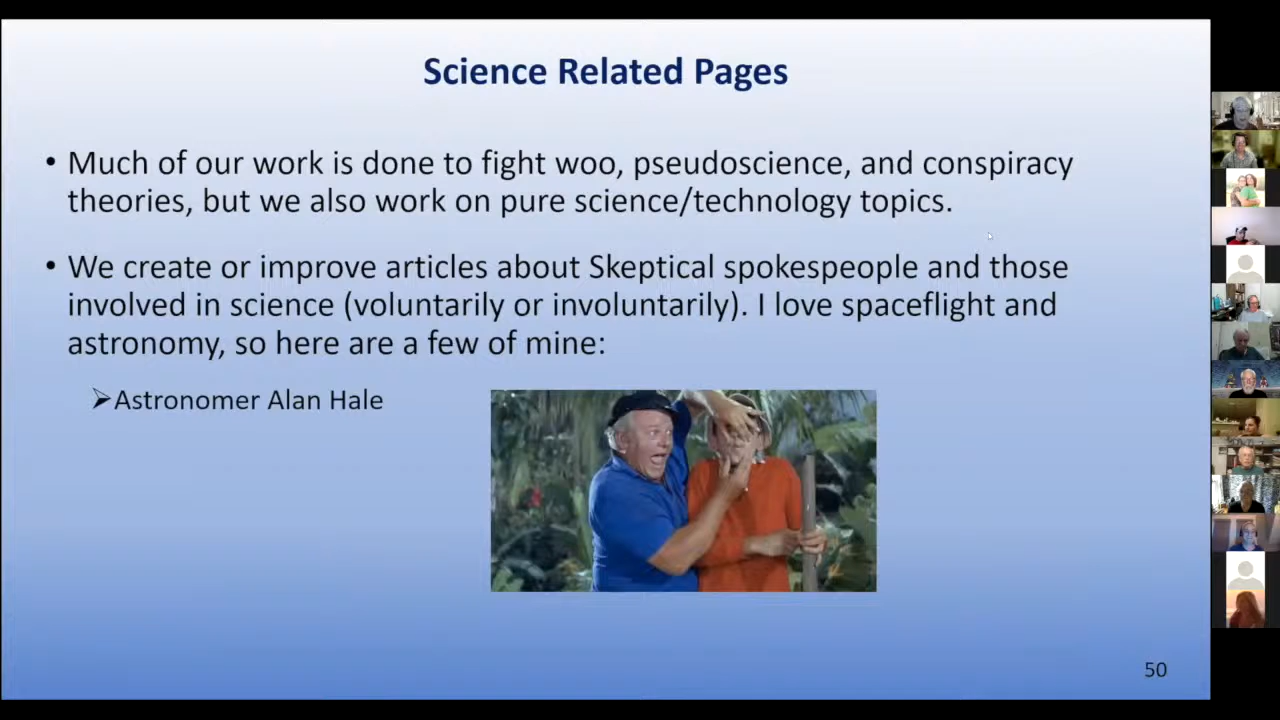 Science Related Pages
• Much of our work is done to fight woo, pseudoscience, and conspiracy
theories, but we also work on pure science/technology topics.
• We create or improve articles about Skeptical spokespeople and those
involved in science (voluntarily or involuntarily). I love spaceflight and
astronomy, so here are a few of mine:
➢Astronomer Alan Hale
50